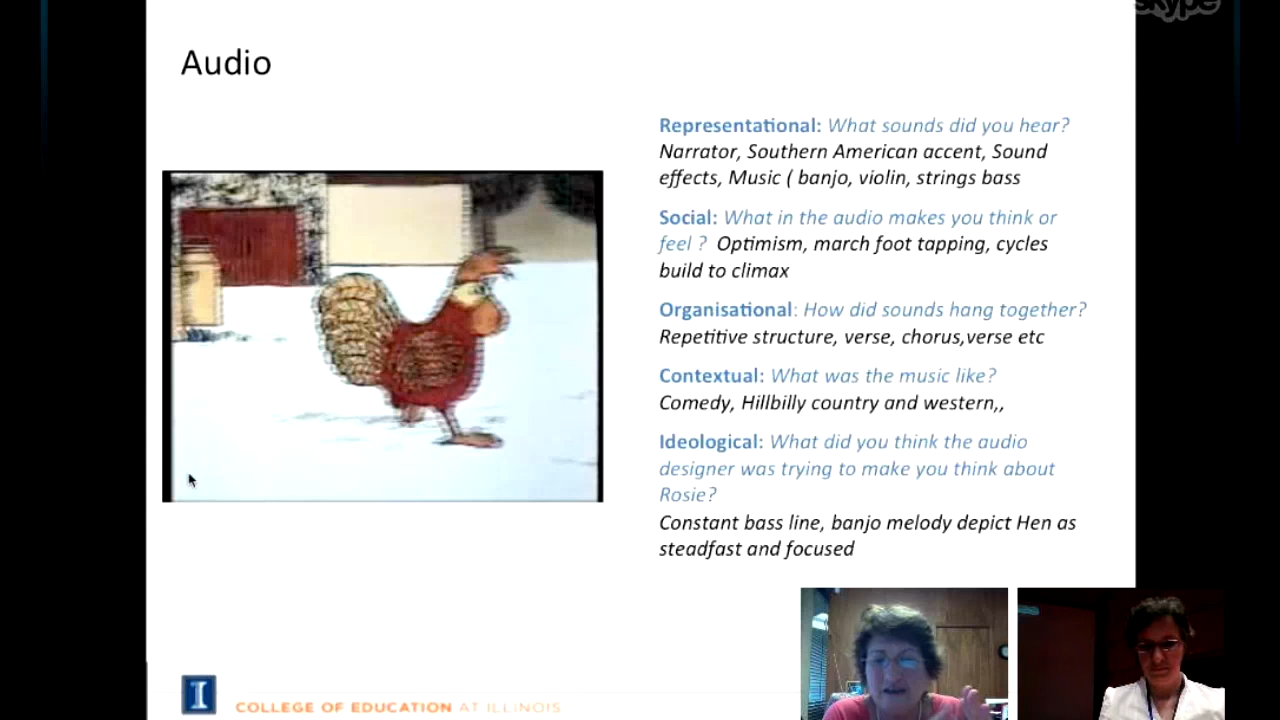 skype
Audio
Representational: What sounds did you hear?
Narrator, Southern American accent, Sound
effects, Music ( banjo, violin, strings bass
Social: What in the audio makes you think or
feel ? Optimism, march foot tapping, cycles
build to climax
Organisational: How did sounds hang together?
Repetitive structure, verse, chorus,verse etc
Contextual: What was the music like?
Comedy, Hillbilly country and western,,
Ideological: What did you think the audio
designer was trying to make you think about
Rosie?
Constant bass line, banjo melody depict Hen as
steadfast and focused
I
COLLEGE OF EDUCATION AT ILLINOIS